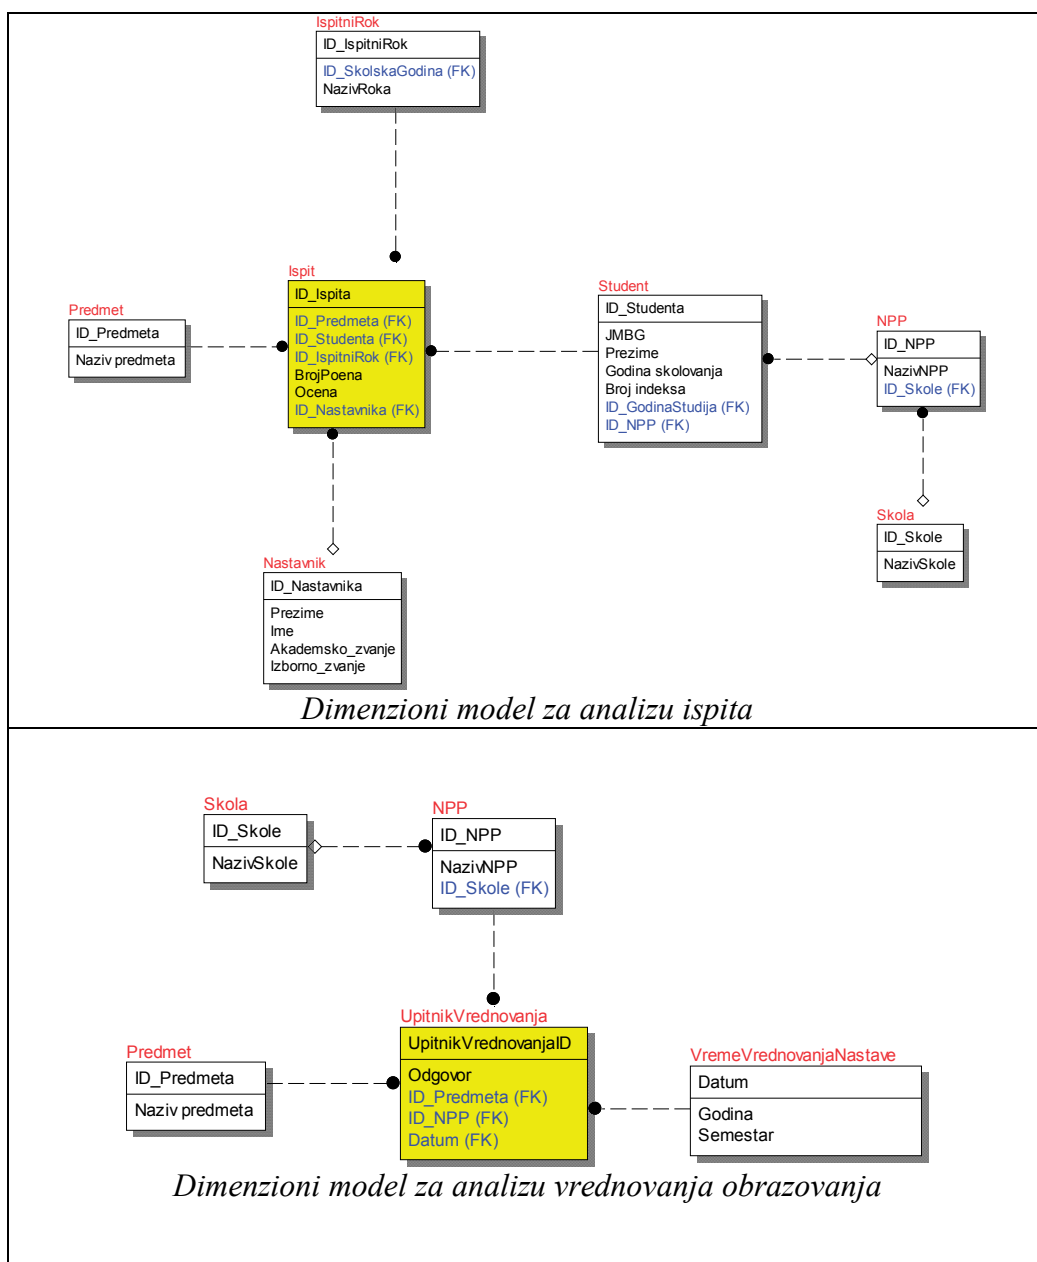 IspitniRok
ID_IspitniRok
ID_SkolskaGodina (FK)
NazivRoka
Ispit
ID_Ispita
ID_Predmeta (FK)
ID_Studenta (FK)
ID_IspitniRok (FK)
BrojPoena
Ocena
ID_Nastavnika (FK)
Predmet
ID_Predmeta
Naziv predmeta
Student
ID_Studenta
JMBG
Prezime
Godina skolovanja
Broj indeksa
ID_GodinaStudija (FK)
ID_NPP (FK)
NPP
ID_NPP
NazivNPP
ID_Skole (FK)
Skola
ID_Skole
NazivSkole
Nastavnik
ID_Nastavnika
Prezime
Ime
Akademsko_zvanje
Izborno_zvanje
Dimenzioni model za analizu ispita
Skola
ID_Skole
NazivSkole
NPP
ID_NPP
NazivNPP
ID_Skole (FK)
UpitnikVrednovanja
UpitnikVrednovanjaID
Odgovor
ID_Predmeta (FK)
ID_NPP (FK)
Datum (FK)
Predmet
ID_Predmeta
Naziv predmeta
VremeVrednovanjaNastave
Datum
Godina
Semestar
Dimenzioni model za analizu vrednovanja obrazovanja